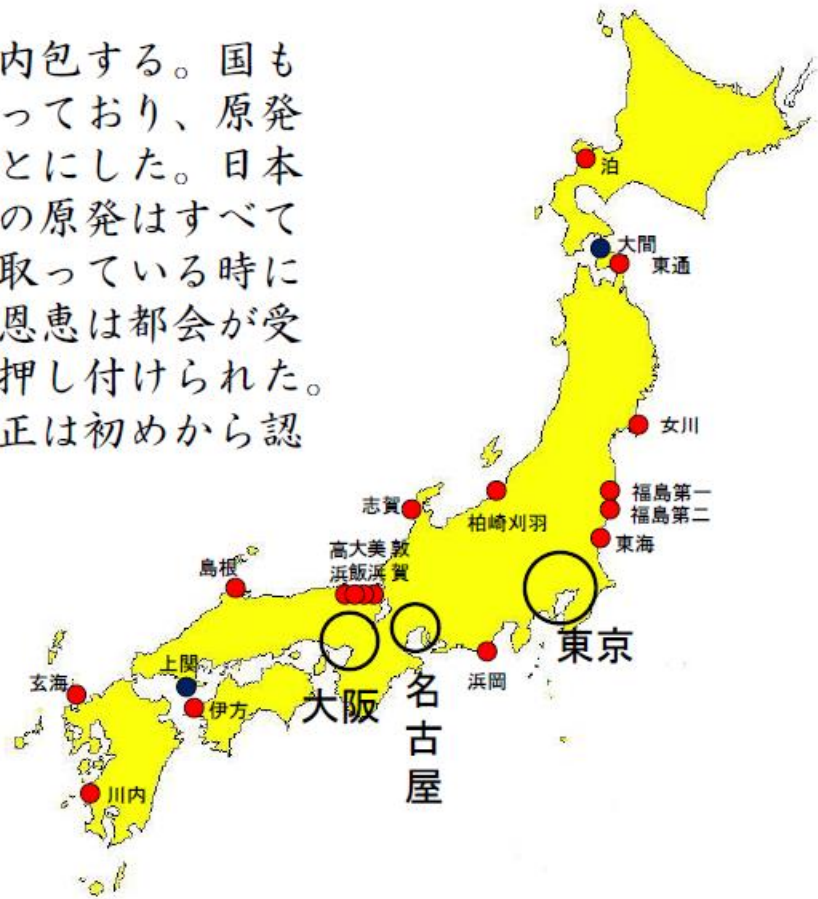 内包する。国も
っており、原発
とにした。日本
の原発はすべて
取っている時に
恩恵は都会が受
押し付けられた。
正は初めから認
泊
大間
東通
女川
福島第一
福島第二
東海
柏崎刈羽
志賀
高大美敦
浜飯浜賀
島根
東京
浜岡
名古屋
大阪
上関
伊方
玄海
川内